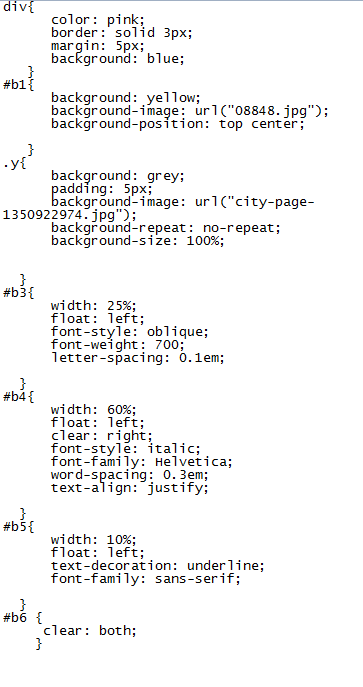 div{
color: pink;
border: solid 3px;
margin: 5px;
background: blue;
}
#b1{
background: yellow;
background-image: url("08848.jpg");
background-position: top center;
}
.y{
background: grey;
padding: 5px;
background-image: url("city-page-
1350922974.jpg");
background-repeat: no-repeat;
background-size: 100%;
}
#b3{
width: 25%;
float: left;
font-style: oblique;
font-weight: 700;
letter-spacing: 0.1em;
}
#b4{
width: 60%;
float: left;
clear: right;
font-style: italic;
font-family: Helvetica;
word-spacing: 0.3em;
text-align: justify;
}
#b5{
width: 10%;
float: left;
text-decoration: underline;
font-family: sans-serif;
}
#b6 {
clear: both;
}